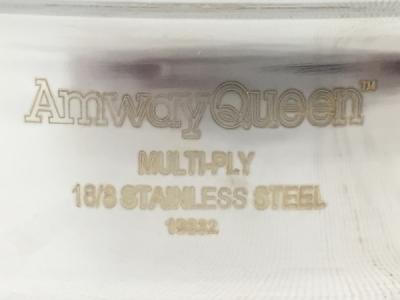 AmwayQueen™
MULTI-PLY
18/8 STAINLESS STEEL